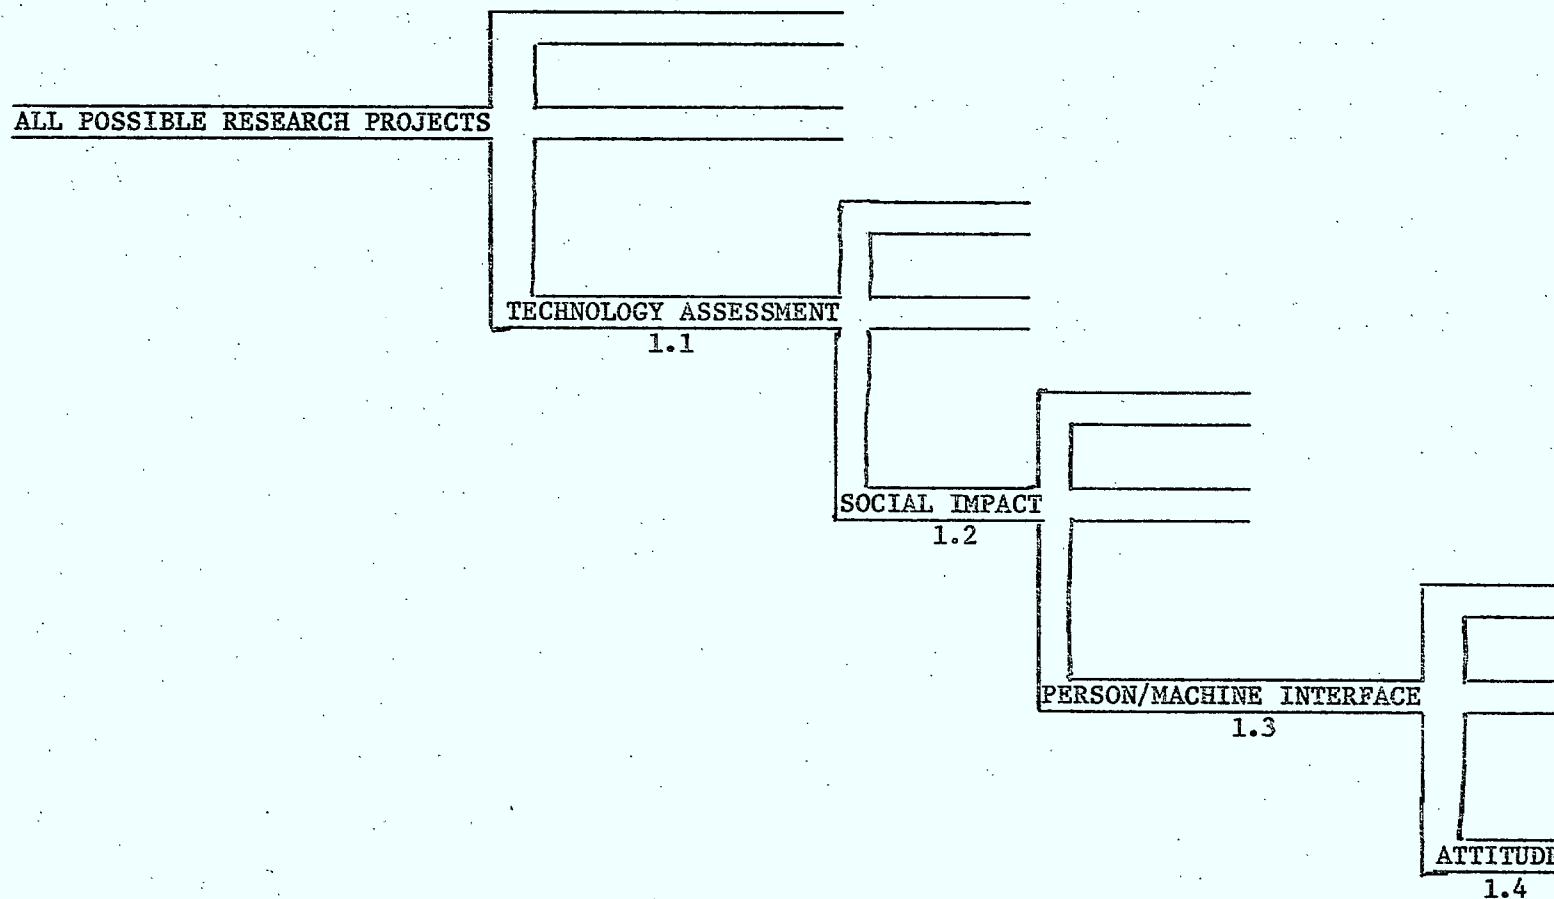 ALL POSSIBLE RESEARCH PROJECTS
TECHNOLOGY ASSESSMENT
1.1
SOCIAL IMPACT
1.2
PERSON/MACHINE INTERFACE
1.3
1.4